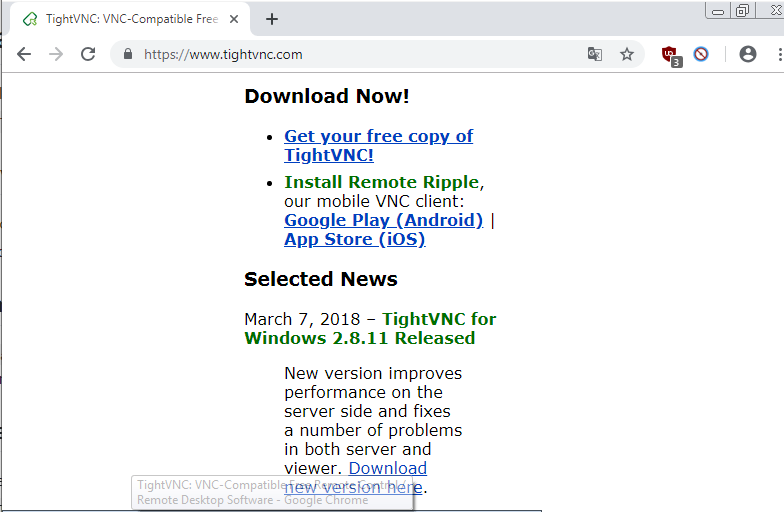 TightVNC: VNC-Compatible Free
https://www.tightvnc.com
3
Download Now!
Get your free copy of
TightVNC!
Install Remote Ripple,
our mobile VNC client:
Google Play (Android) |
App Store (iOS)
Selected News
March 7, 2018 – TightVNC for
Windows 2.8.11 Released
New version improves
performance on the
server side and fixes
a number of problems
in both server and
viewer. Download
new version here.
TightVNC: VNC-Compatible Free Remote Control /
Remote Desktop Software - Google Chrome